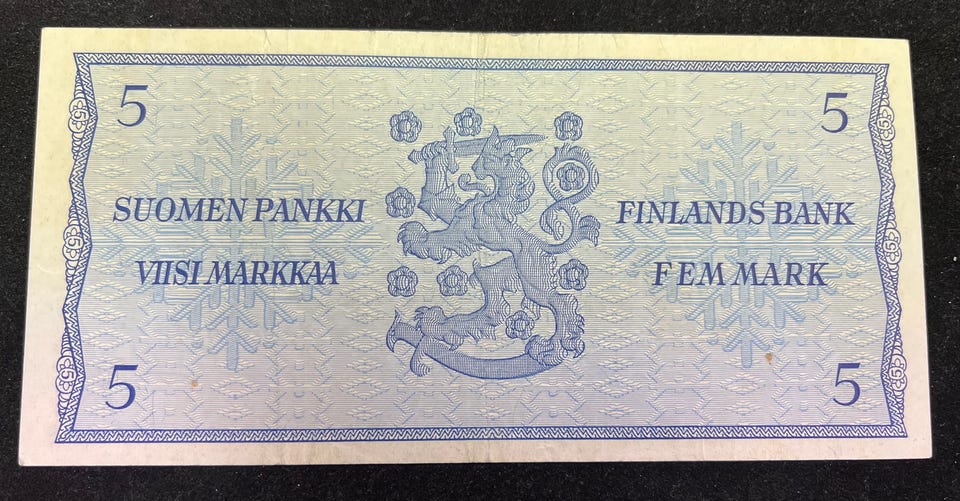 5
5
SUOMEN PANKKI
FINLANDS BANK
VIISI MARKKAA
FEM MARK
5
5